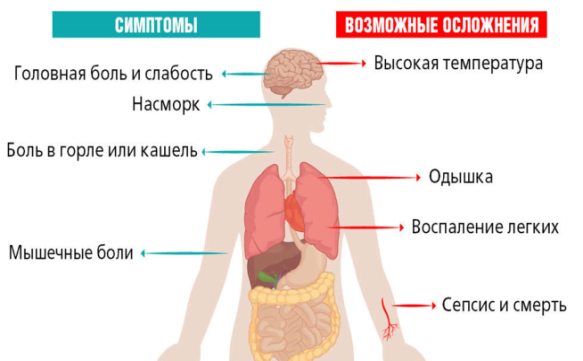 СИМПТОМЫ
ВОЗМОЖНЫЕ ОСЛОЖНЕНИЯ
Головная боль и слабость
Высокая температура
Насморк
Боль в горле или кашель
Одышка
Воспаление легких
Мышечные боли
Сепсис и смерть